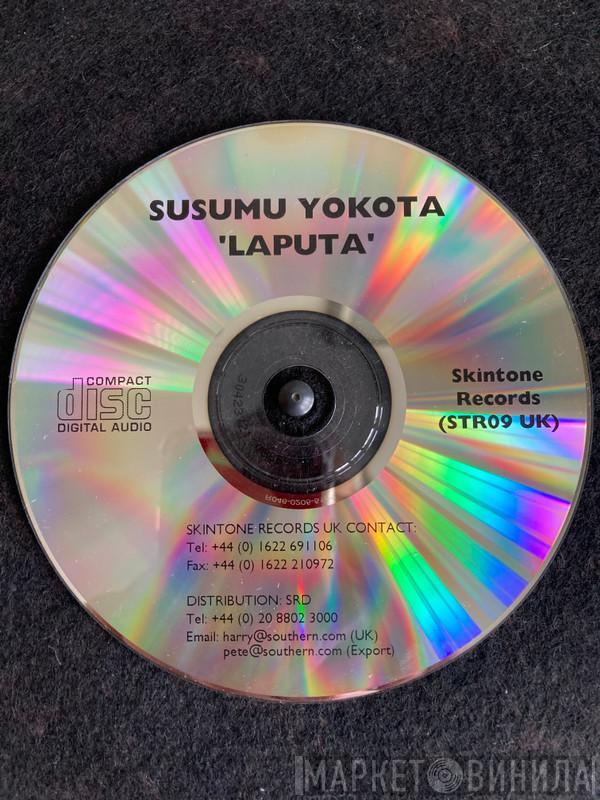 SUSUMU YOKOTA
'LAPUTA'
COMPACT
disc
DIGITAL AUDIO
Skintone
Records
(STR09 UK)
SKINTONE RECORDS UK CONTACT:
Tel: +44 (0) 1622 691106
Fax: +44 (0) 1622 210972
DISTRIBUTION: SRD
Tel: +44 (0) 20 8802 3000
Email: harry@southern.com (UK)
pete@southern.com (Export)
МАРКЕТ ВИНИЛА